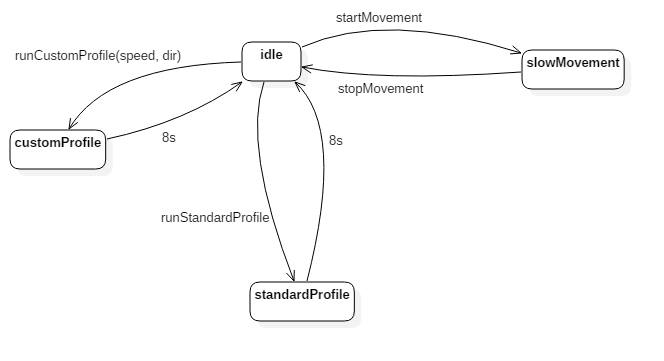 startMovement
idle
runCustomProfile(speed, dir)
slowMovement
stopMovement
customProfile
8s
8s
runStandardProfile
standardProfile